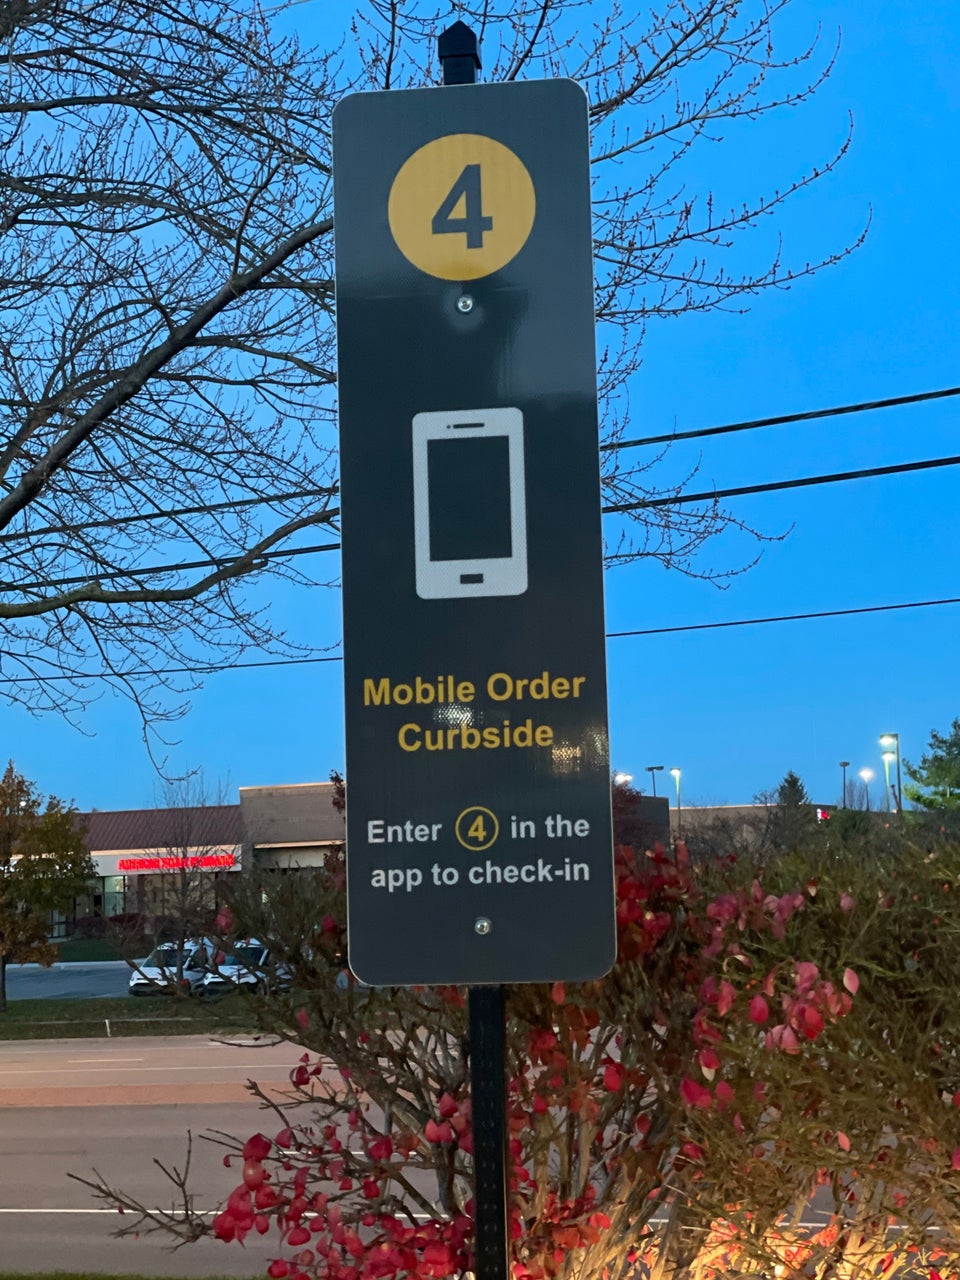 4
Mobile Order
Curbside
Enter 4 in the
app to check-in